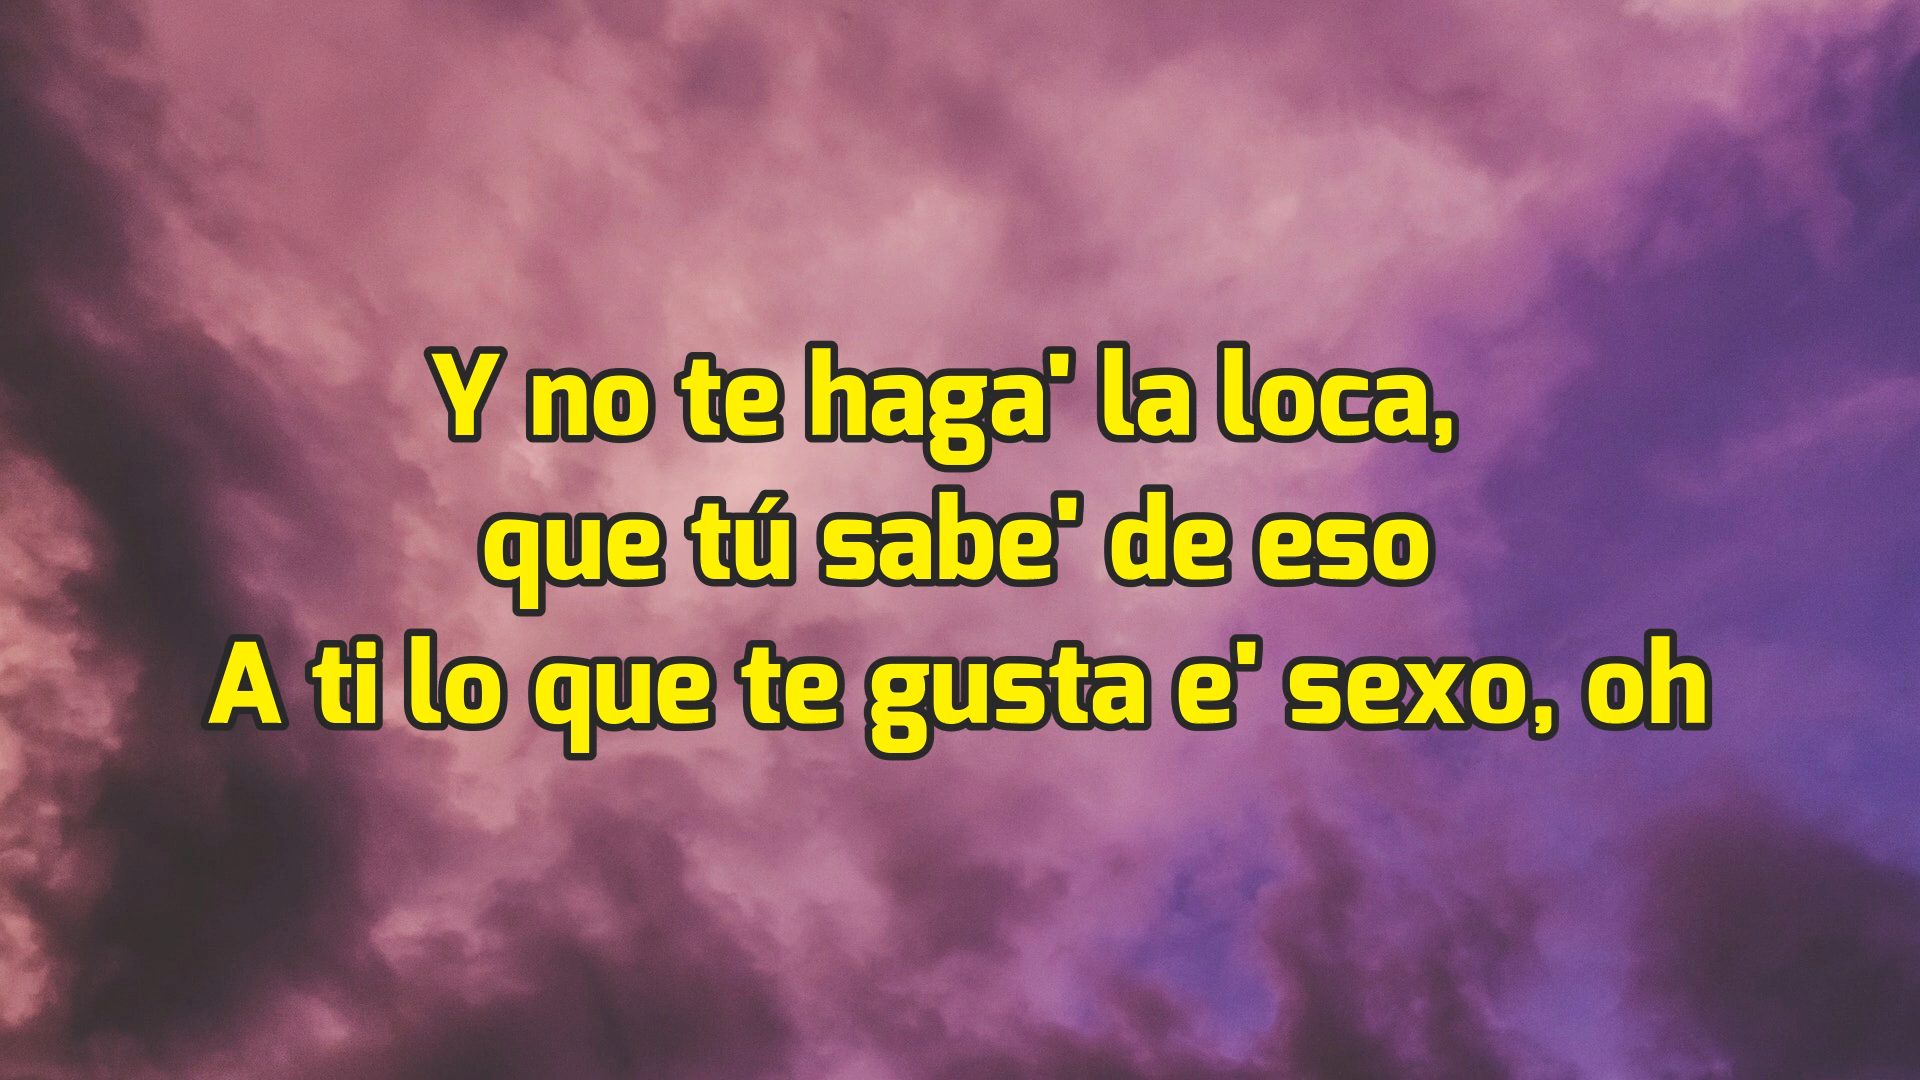 Y no te haga' la loca,
que tú sabe' de eso
A ti lo que te gusta e' sexo, oh